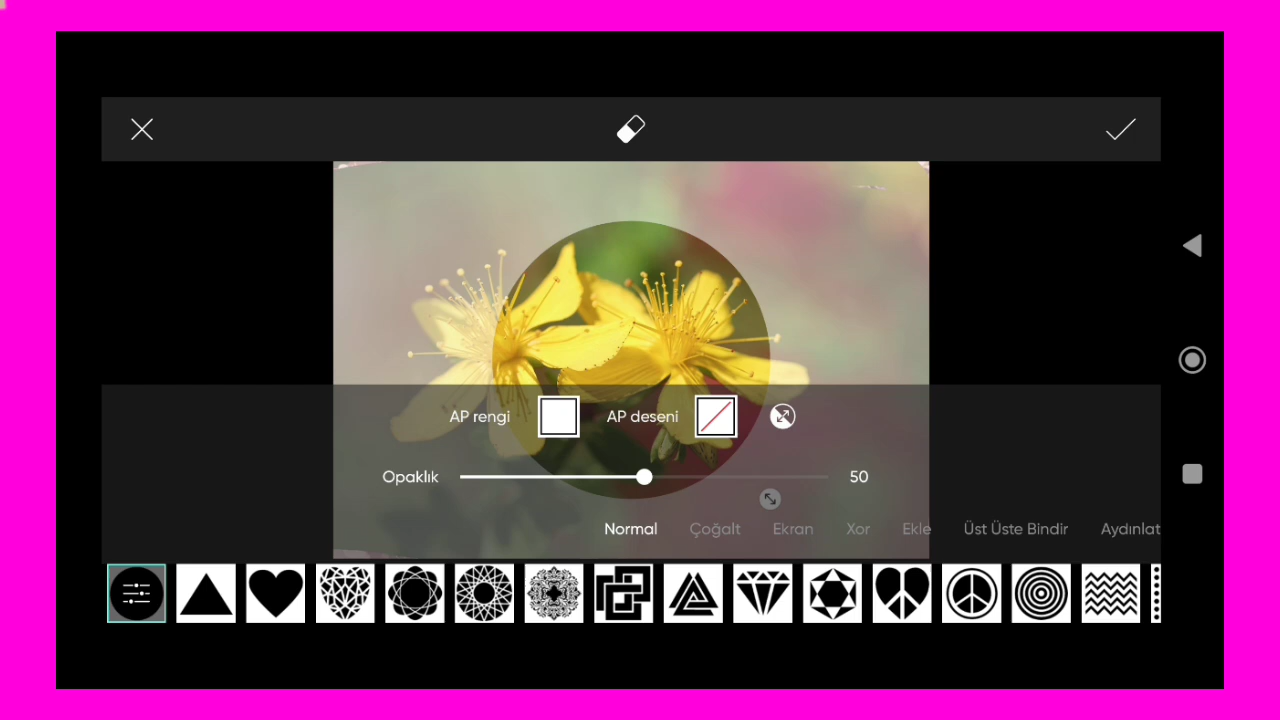 AP rengi AP deseni
Opaklık 50
Normal Çoğalt Ekran Xor Ekle Üst Üste Bindir Aydınlat